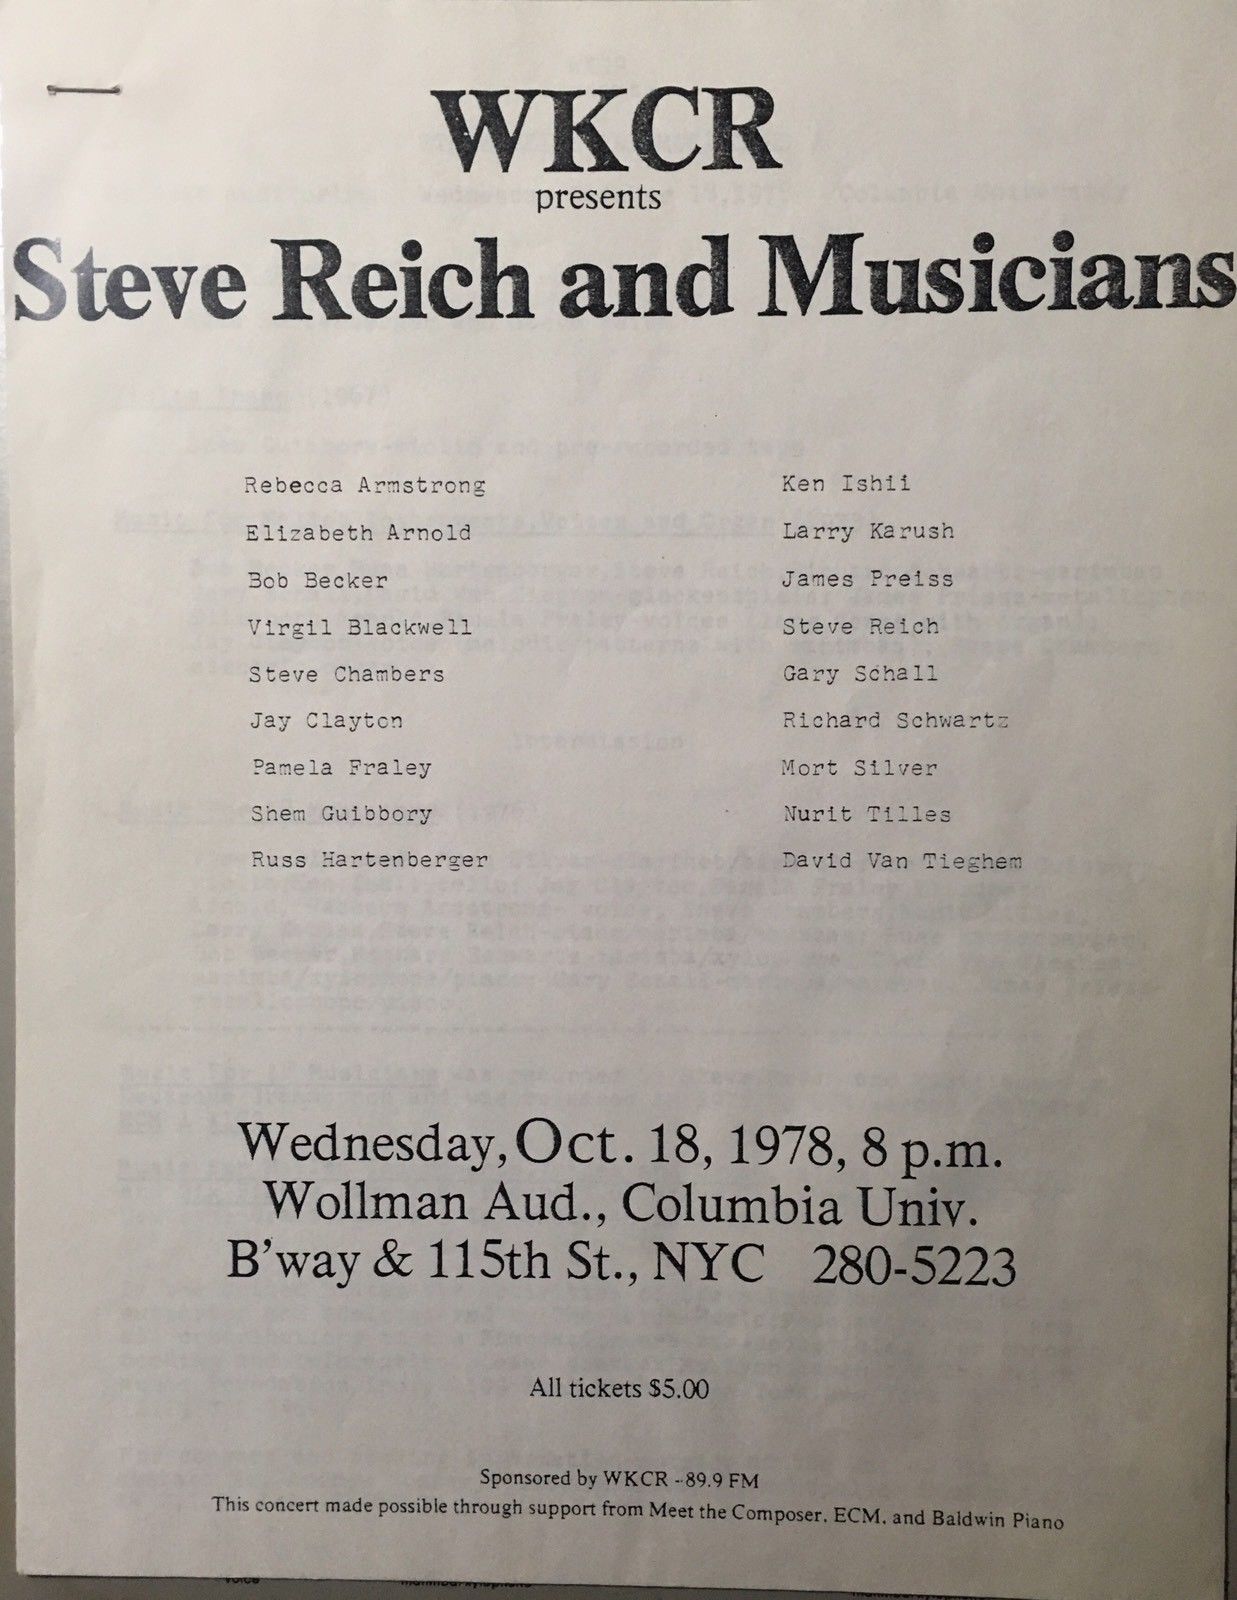 WKCR
presents
Steve Reich and Musicians
Rebecca Armstrong
Elizabeth Arnold
Bob Becker
Virgil Blackwell
Steve Chambers
Jay Clayton
Pamela Fraley
Shem Guibbory
Russ Hartenberger
Ken Ishii
Larry Karush
James Preiss
Steve Reich
Gary Schall
Richard Schwartz
Mort Silver
Nurit Tilles
David Van Tieghem
Wednesday, Oct. 18, 1978, 8 p.m.
Wollman Aud., Columbia Univ.
B'way & 115th St., NYC 280-5223
All tickets $5.00
Sponsored by WKCR -- 89.9 FM
This concert made possible through support from Meet the Composer, ECM, and Baldwin Piano